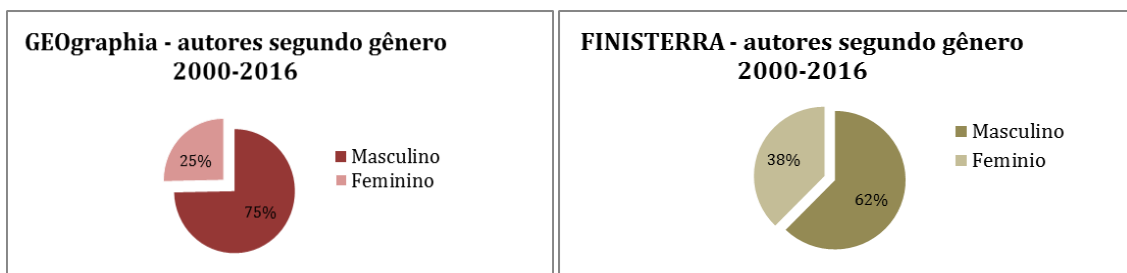 GEOgraphia - autores segundo gênero
2000-2016
25%
75%
Masculino
Feminino
FINISTERRA - autores segundo gênero
2000-2016
38%
62%
Masculino
Feminio